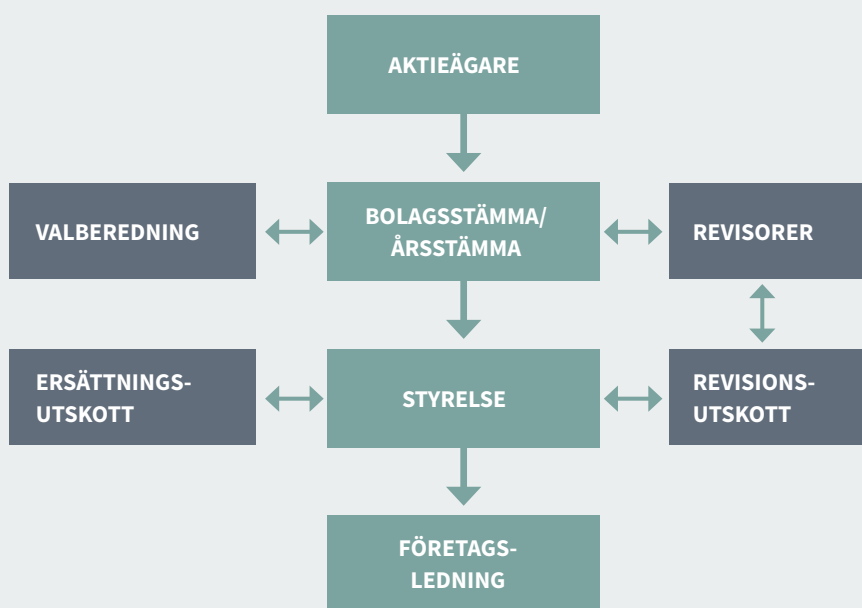 AKTIEÄGARE
VALBEREDNING
BOLAGSSTÄMMA/
ÅRSSTÄMMA
REVISORER
ERSÄTTNINGS-
UTSKOTT
STYRELSE
REVISIONS-
UTSKOTT
FÖRETAGS-
LEDNING